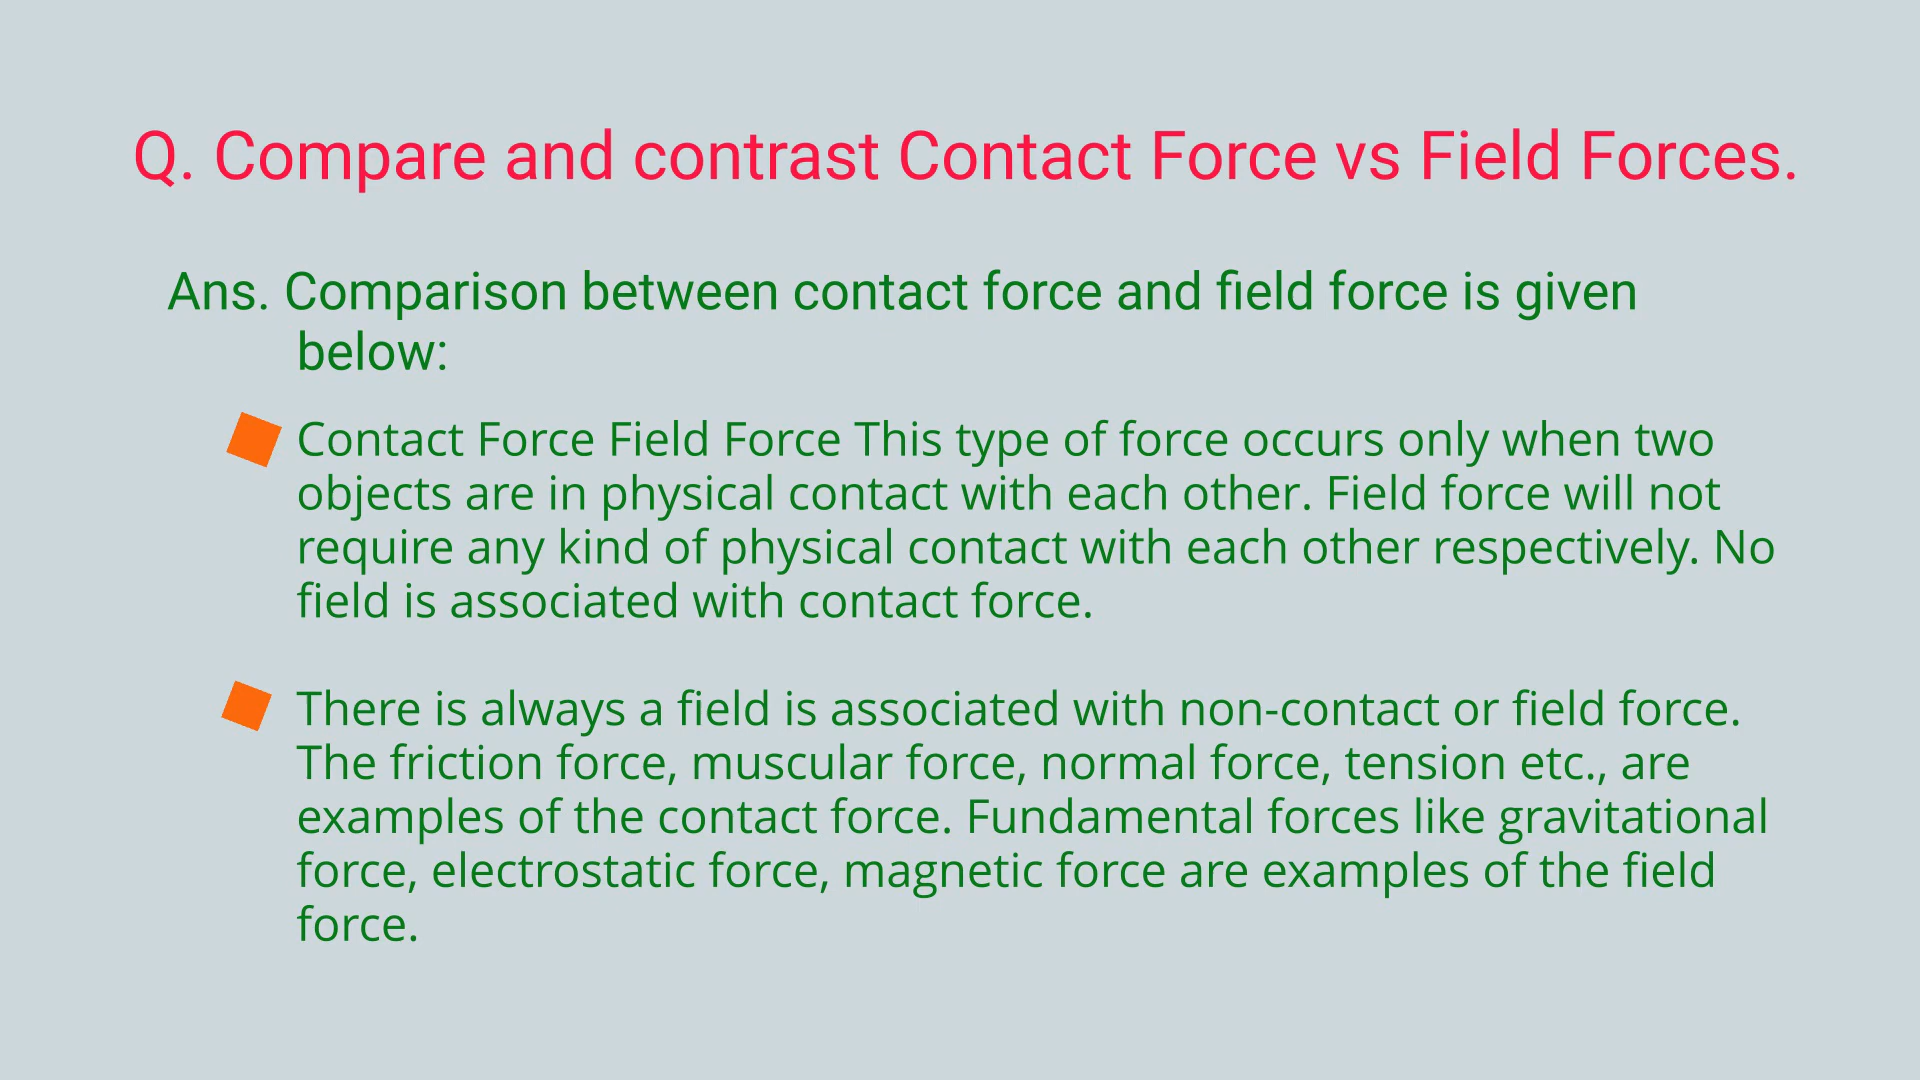 Q. Compare and contrast Contact Force vs Field Forces.
Ans. Comparison between contact force and field force is given
below:
Contact Force Field Force This type of force occurs only when two
objects are in physical contact with each other. Field force will not
require any kind of physical contact with each other respectively. No
field is associated with contact force.
There is always a field is associated with non-contact or field force.
The friction force, muscular force, normal force, tension etc., are
examples of the contact force. Fundamental forces like gravitational
force, electrostatic force, magnetic force are examples of the field
force.